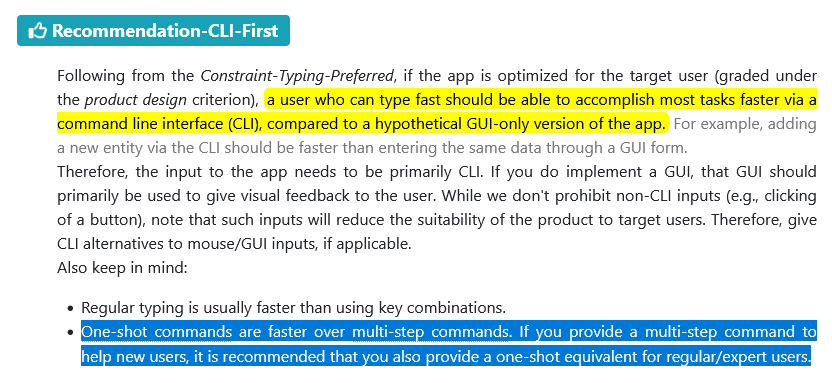 Recommendation-CLI-First
Following from the Constraint-Typing-Preferred, if the app is optimized for the target user (graded under
the product design criterion), a user who can type fast should be able to accomplish most tasks faster via a
command line interface (CLI), compared to a hypothetical GUI-only version of the app. For example, adding
a new entity via the CLI should be faster than entering the same data through a GUI form.
Therefore, the input to the app needs to be primarily CLI. If you do implement a GUI, that GUI should
primarily be used to give visual feedback to the user. While we don't prohibit non-CLI inputs (e.g., clicking
of a button), note that such inputs will reduce the suitability of the product to target users. Therefore, give
CLI alternatives to mouse/GUI inputs, if applicable.
Also keep in mind:
• Regular typing is usually faster than using key combinations.
• One-shot commands are faster over multi-step commands. If you provide a multi-step command to
help new users, it is recommended that you also provide a one-shot equivalent for regular/expert users.